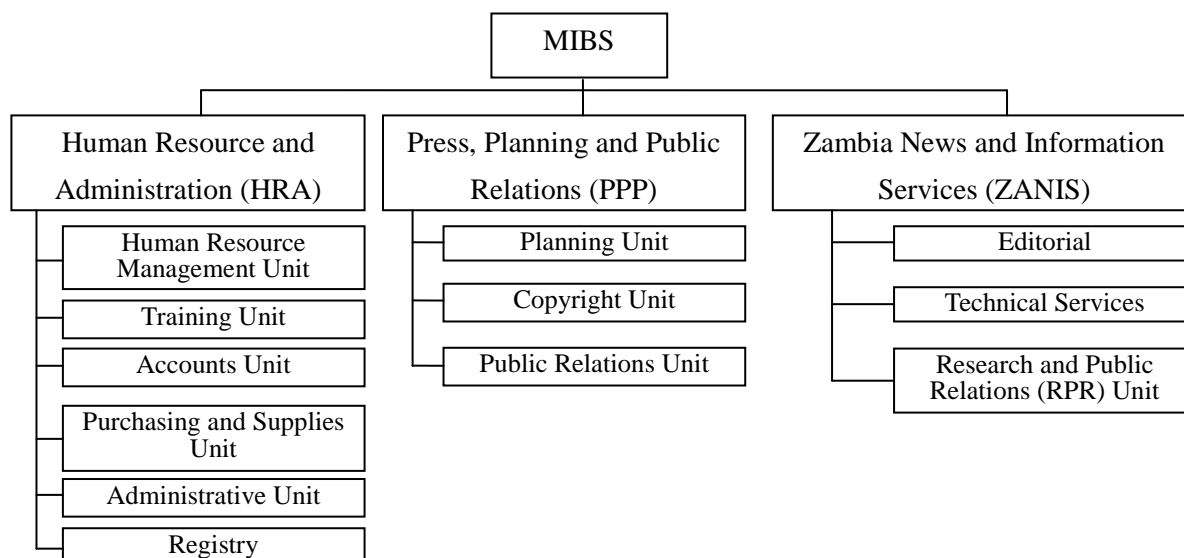 MIBS
Human Resource and
Administration (HRA)
Human Resource
Management Unit
Training Unit
Accounts Unit
Purchasing and Supplies
Unit
Administrative Unit
Registry
Press, Planning and Public
Relations (PPP)
Planning Unit
Copyright Unit
Public Relations Unit
Zambia News and Information
Services (ZANIS)
Editorial
Technical Services
Research and Public
Relations (RPR) Unit